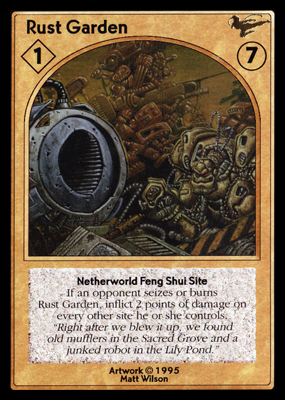 Rust Garden
1
7
Netherworld Feng Shui Site
If an opponent seizes or burns
Rust Garden, inflict 2 points of damage on
every other site he or she controls.
"Right after we blew it up, we found
old mufflers in the Sacred Grove and a
junked robot in the Lily Pond."
Artwork © 1995
Matt Wilson